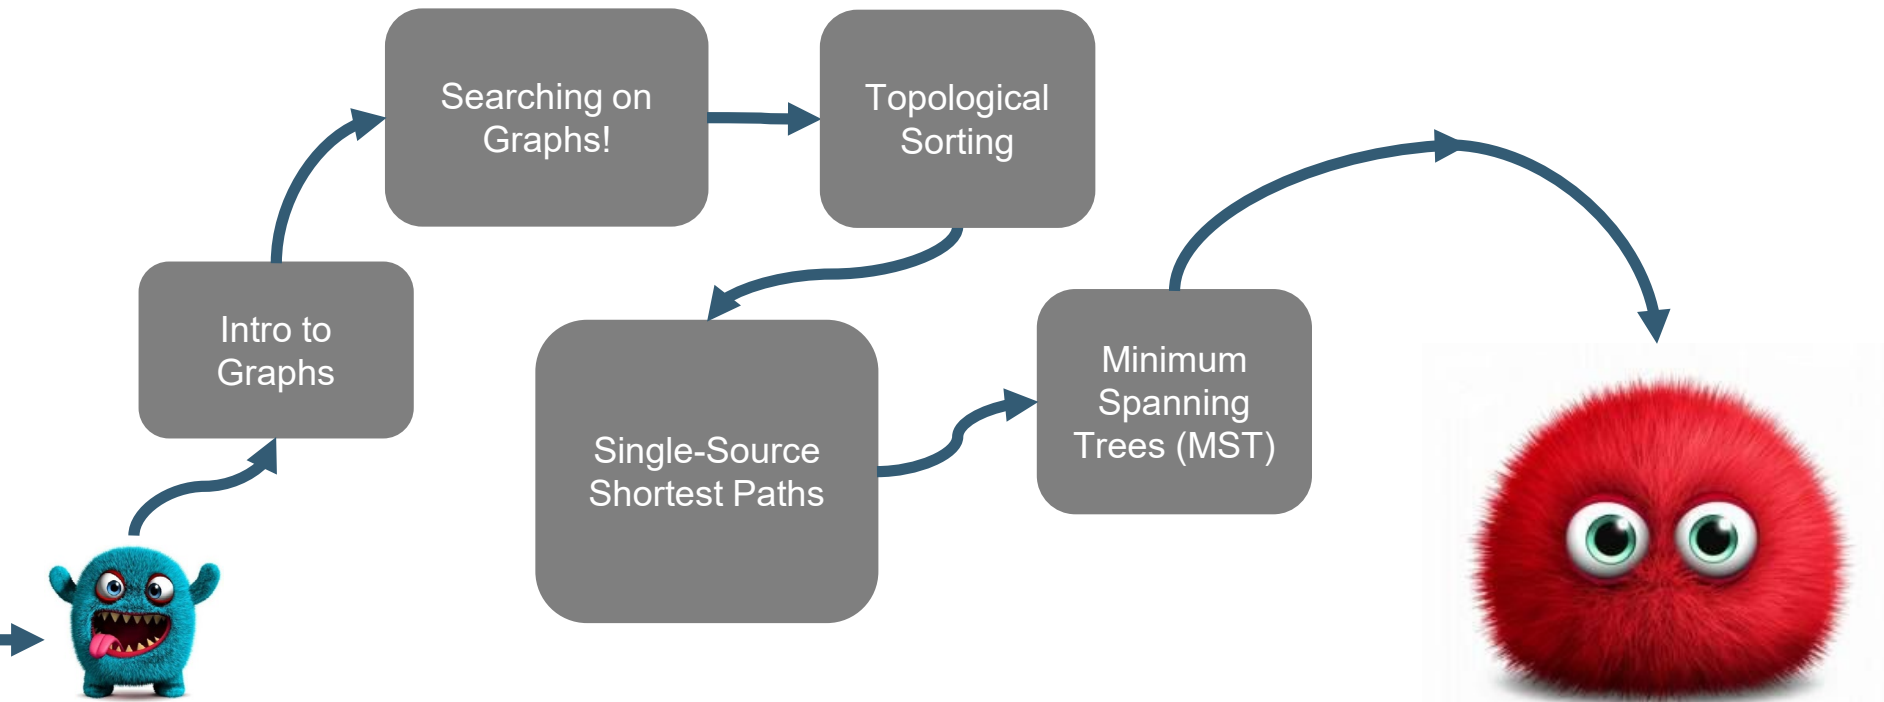 Searching on
Graphs!
Topological
Sorting
Intro to
Graphs
Single-Source
Shortest Paths
Minimum
Spanning
Trees (MST)